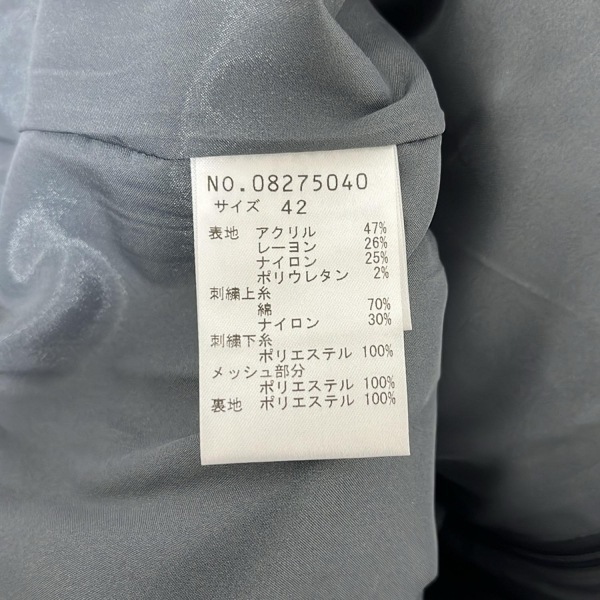 NO.08275040
サイズ 42
表地 アクリル 47%
レーヨン 26%
ナイロン 25%
ポリウレタン 2%
刺繍上糸
綿 70%
ナイロン 30%
刺繍下糸
ポリエステル 100%
メッシュ部分
ポリエステル 100%
裏地 ポリエステル 100%